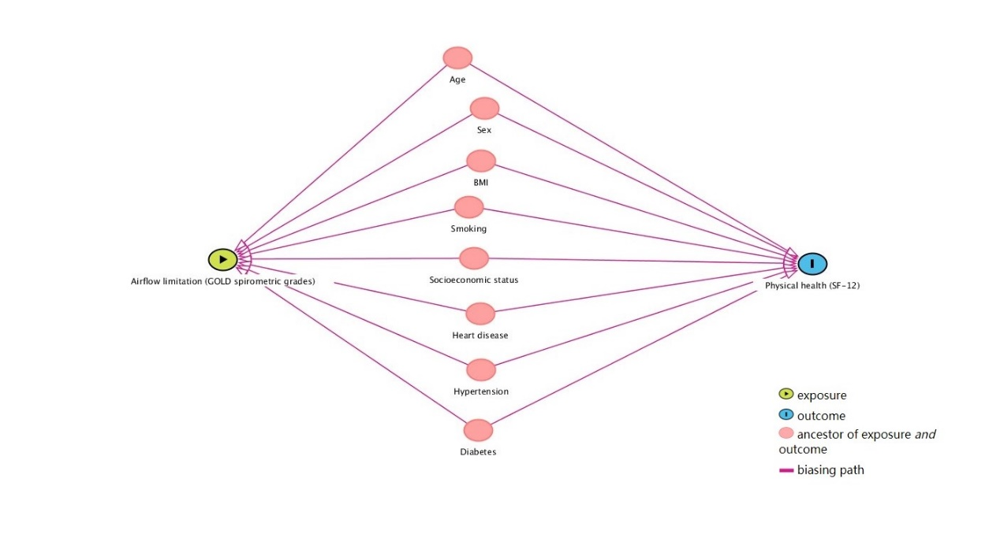 Age
Sex
BMI
Smoking
Socioeconomic status
Airflow limitation (GOLD spirometric grades)
Physical health (SF-12)
Heart disease
Hypertension
Diabetes
exposure
outcome
ancestor of exposure and
outcome
biasing path